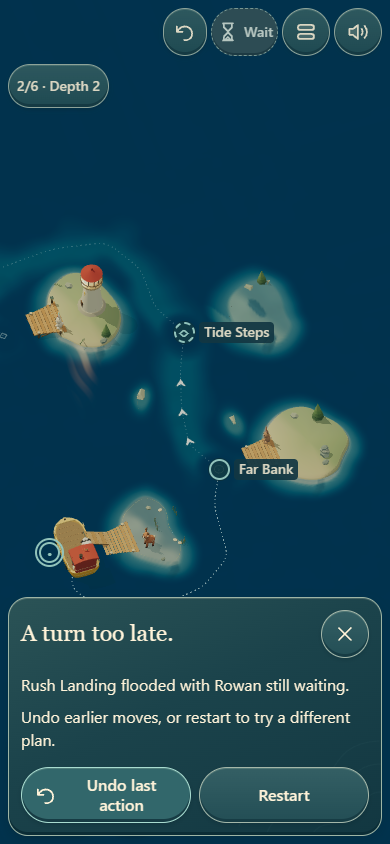 Wait
2/6 · Depth 2
Tide Steps
Far Bank
A turn too late.
Rush Landing flooded with Rowan still waiting.
Undo earlier moves, or restart to try a different
plan.
Undo last
action
Restart